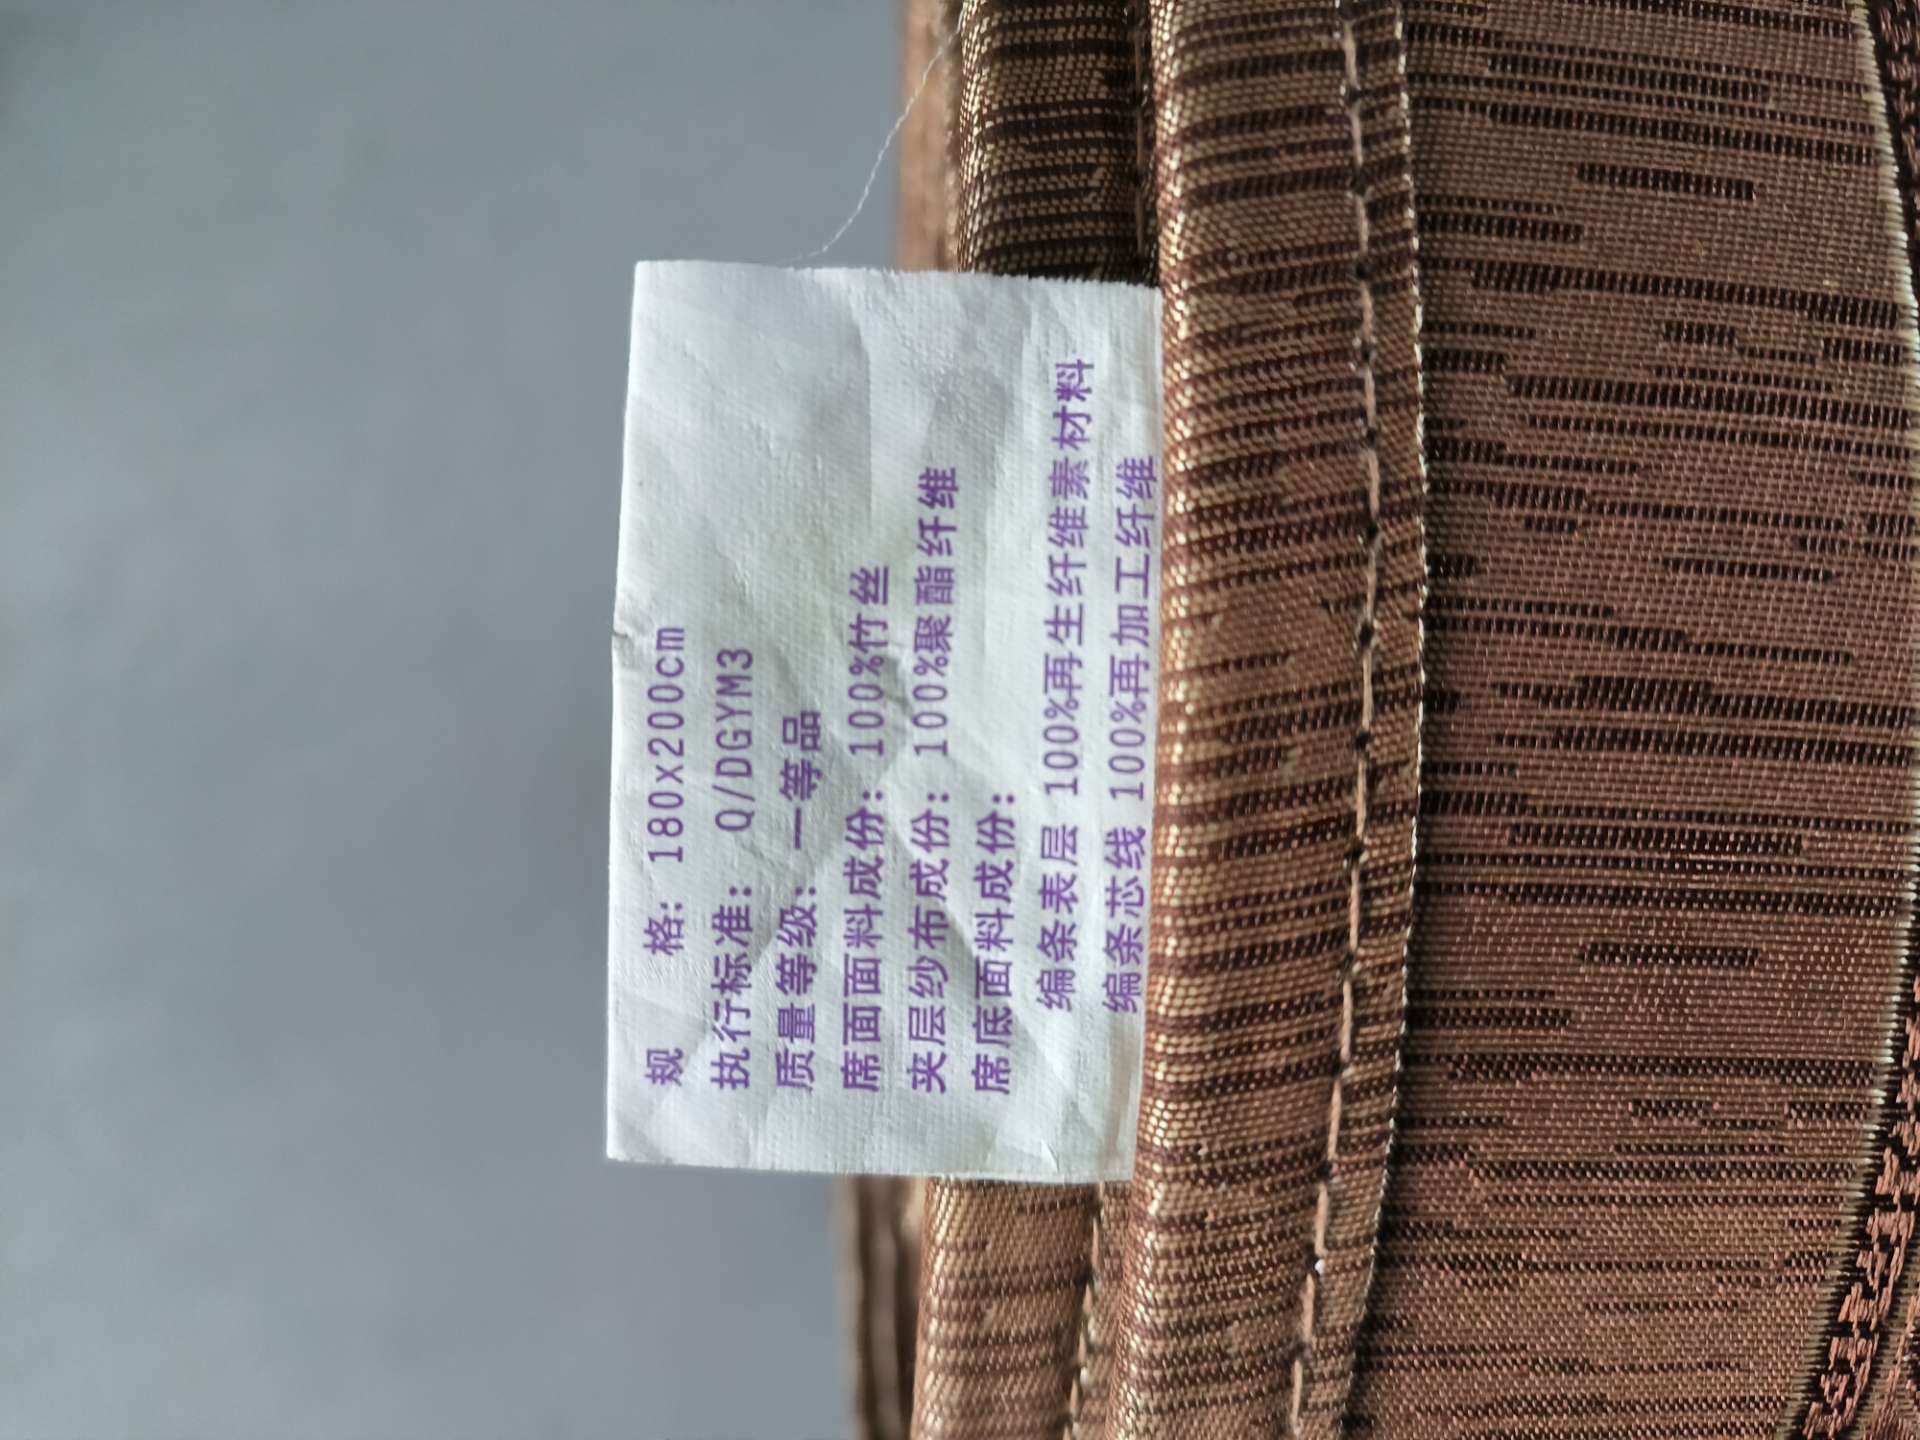 规 格: 180x200cm
执行标准: Q/DGYM3
质量等级: 一等品
席面面料成份: 100%竹丝
夹层纱布成份: 100%聚酯纤维
席底面料成份:
编条表层 100%再生纤维素材料
编条芯线 100%再加工纤维